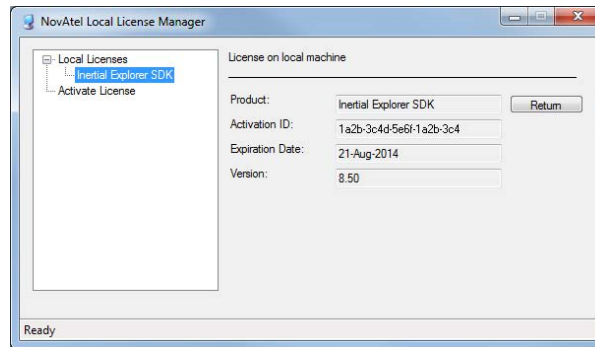 NovAtel Local License Manager
Local Licenses
Inertial Explorer SDK
Activate License
License on local machine
Product: Inertial Explorer SDK Return
Activation ID: 1a2b-3c4d-5e6f-1a2b-3c4
Expiration Date: 21-Aug-2014
Version: 8.50
Ready